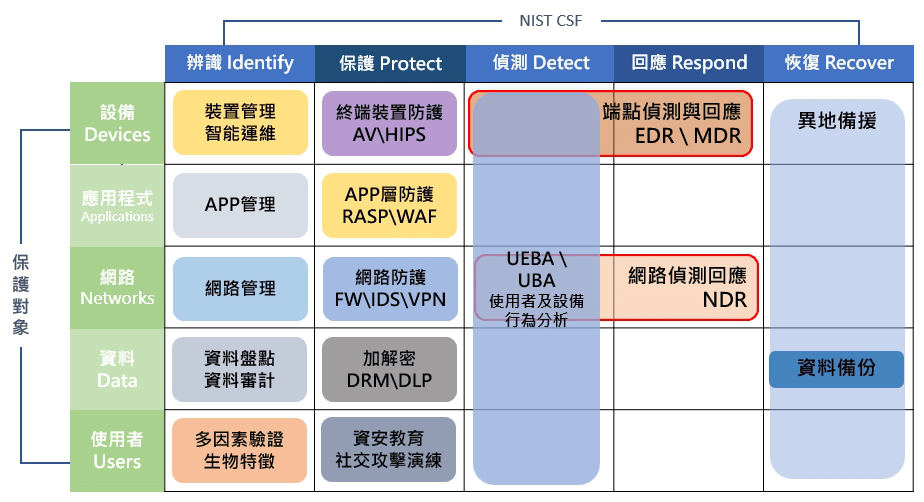 NIST CSF
辨識 Identify
保護 Protect
偵測 Detect
回應 Respond
恢復 Recover
保護對象
設備
Devices
裝置管理
智能運維
終端裝置防護
AV\HIPS
端點偵測與回應
EDR \ MDR
異地備援
應用程式
Applications
APP管理
APP層防護
RASP\WAF
網路
Networks
網路管理
網路防護
FW\IDS\VPN
UEBA \
UBA
使用者及設備
行為分析
網路偵測回應
NDR
資料
Data
資料盤點
資料審計
加解密
DRM\DLP
資料備份
使用者
Users
多因素驗證
生物特徵
資安教育
社交攻擊演練